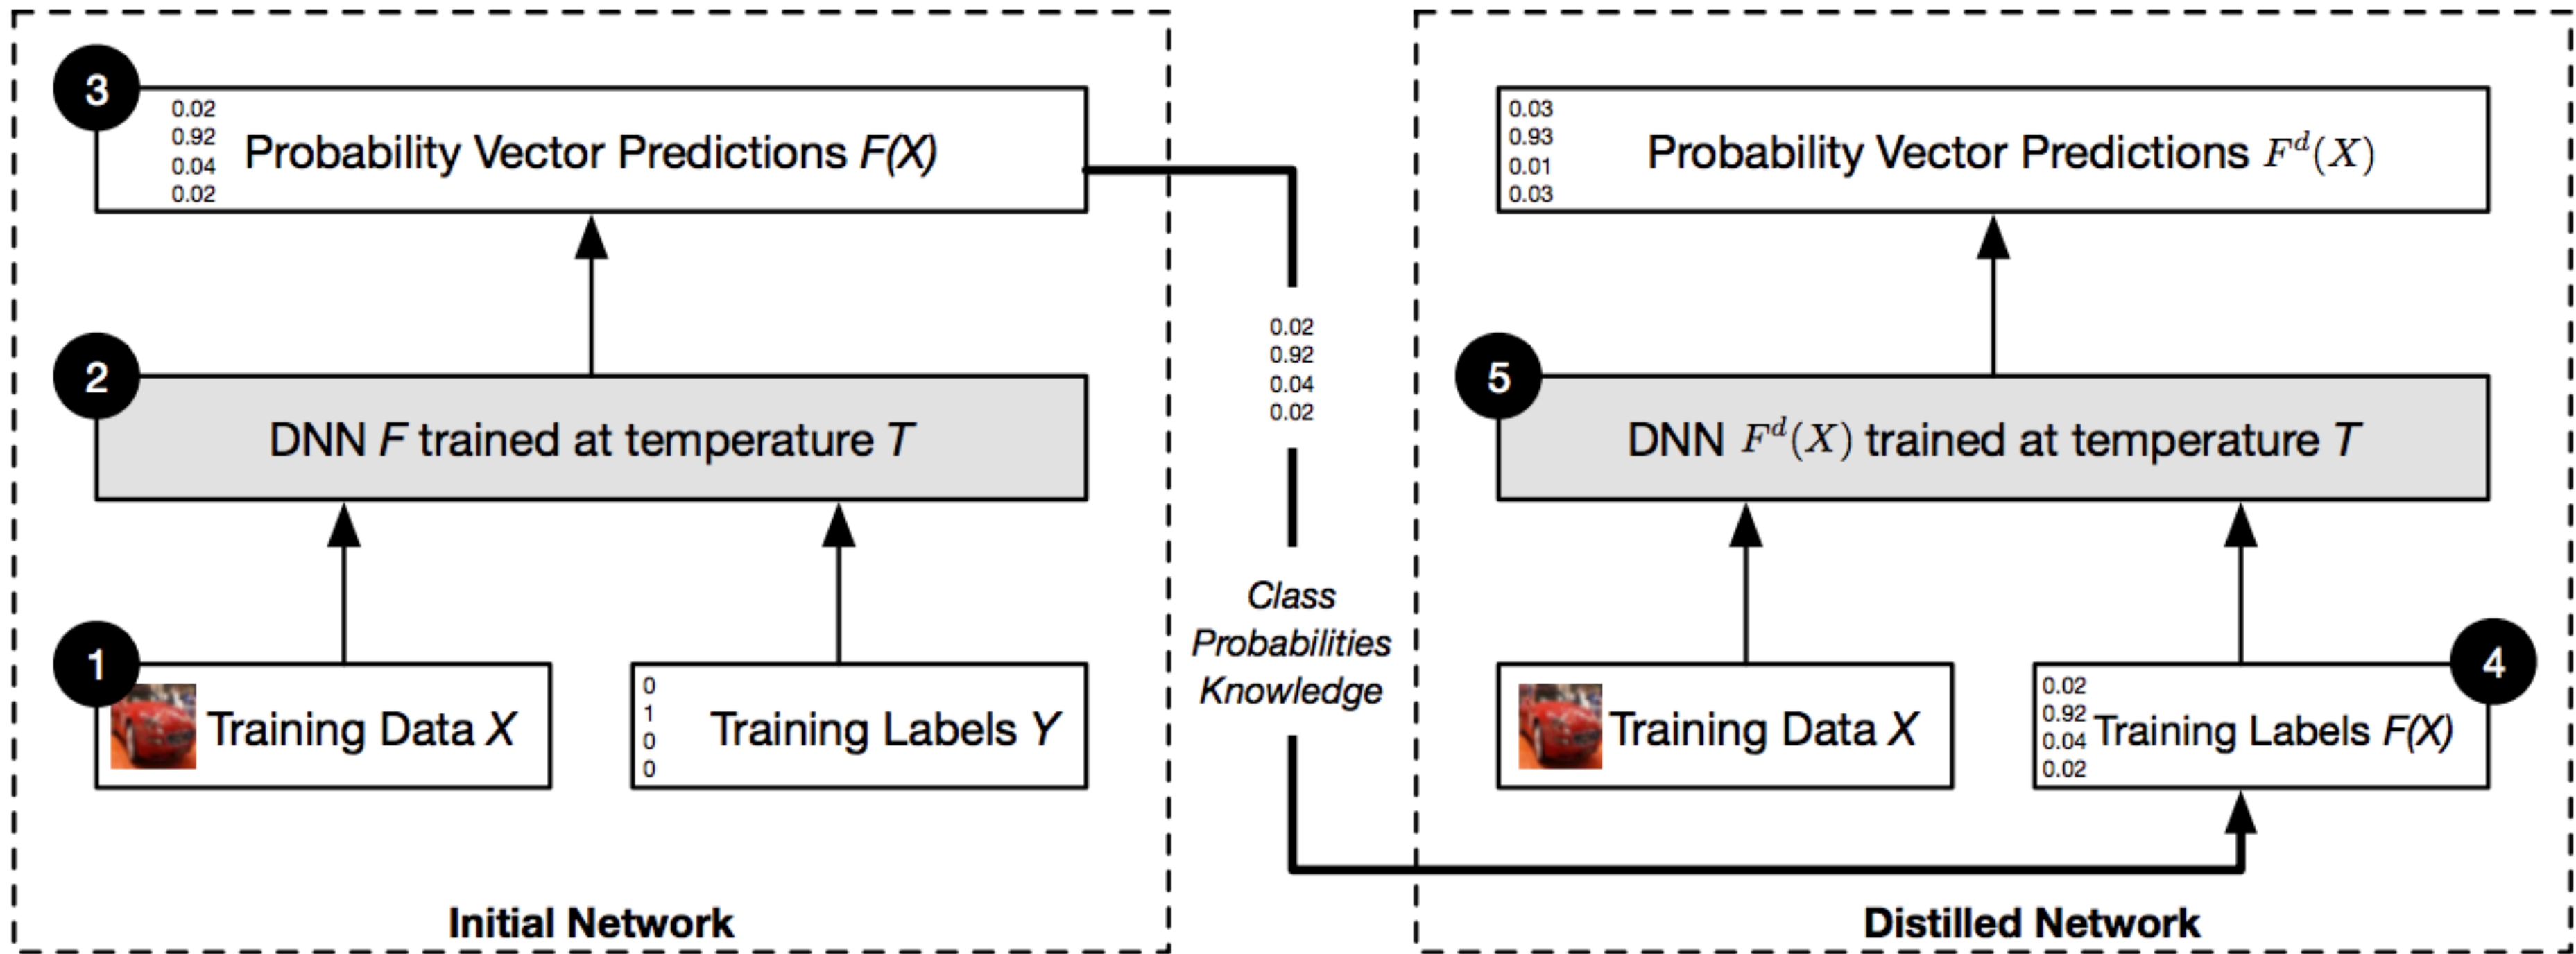 3
0.02
0.92
0.04
0.02
Probability Vector Predictions F(X)
2
DNN F trained at temperature T
1
Training Data X
0
1
0
0
Training Labels Y
Initial Network
0.02
0.92
0.04
0.02
Class
Probabilities
Knowledge
0.03
0.93
0.01
0.03
Probability Vector Predictions F^d(X)
5
DNN F^d(X) trained at temperature T
Training Data X
4
0.02
0.92
0.04
0.02
Training Labels F(X)
Distilled Network